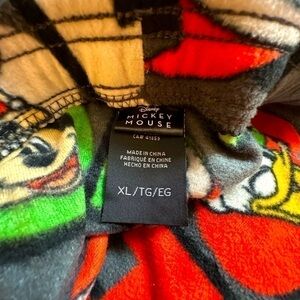 Disney
MICKEY
MOUSE
MADE IN CHINA
FABRIQUÉ EN CHINE
HECHO EN CHINA
XL/TG/EG